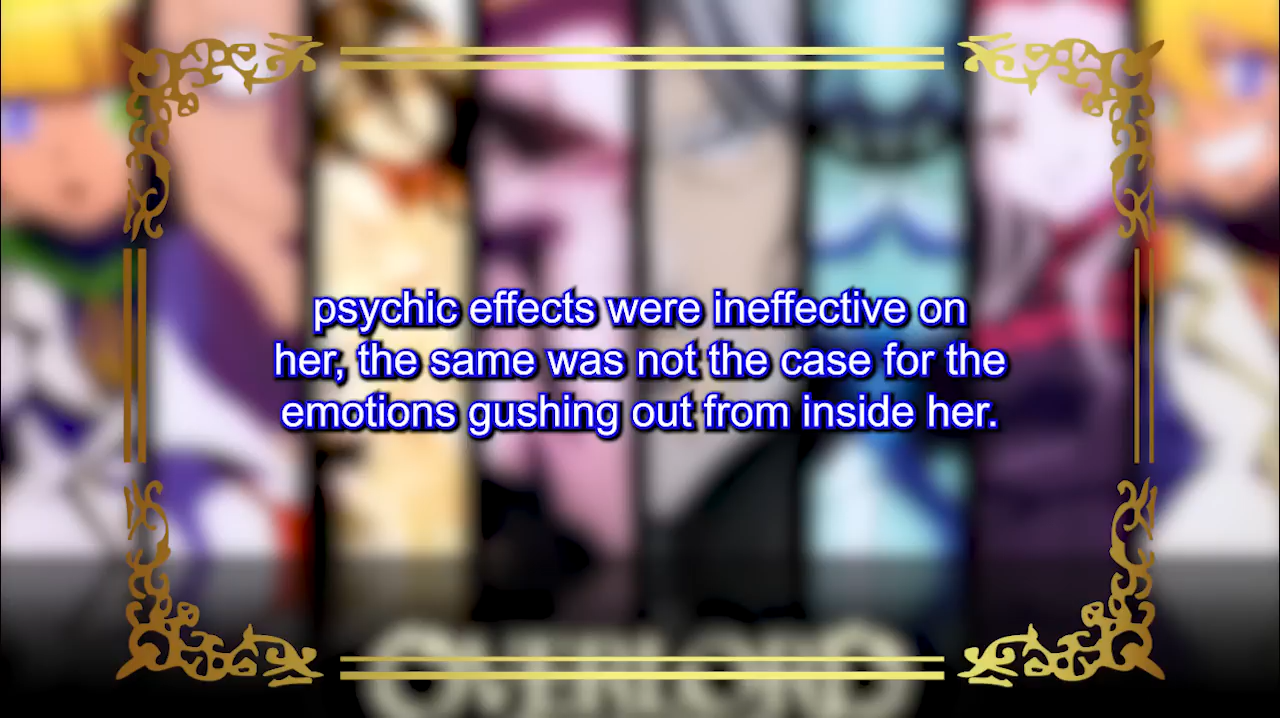 psychic effects were ineffective on
her, the same was not the case for the
emotions gushing out from inside her.
OVERLORD